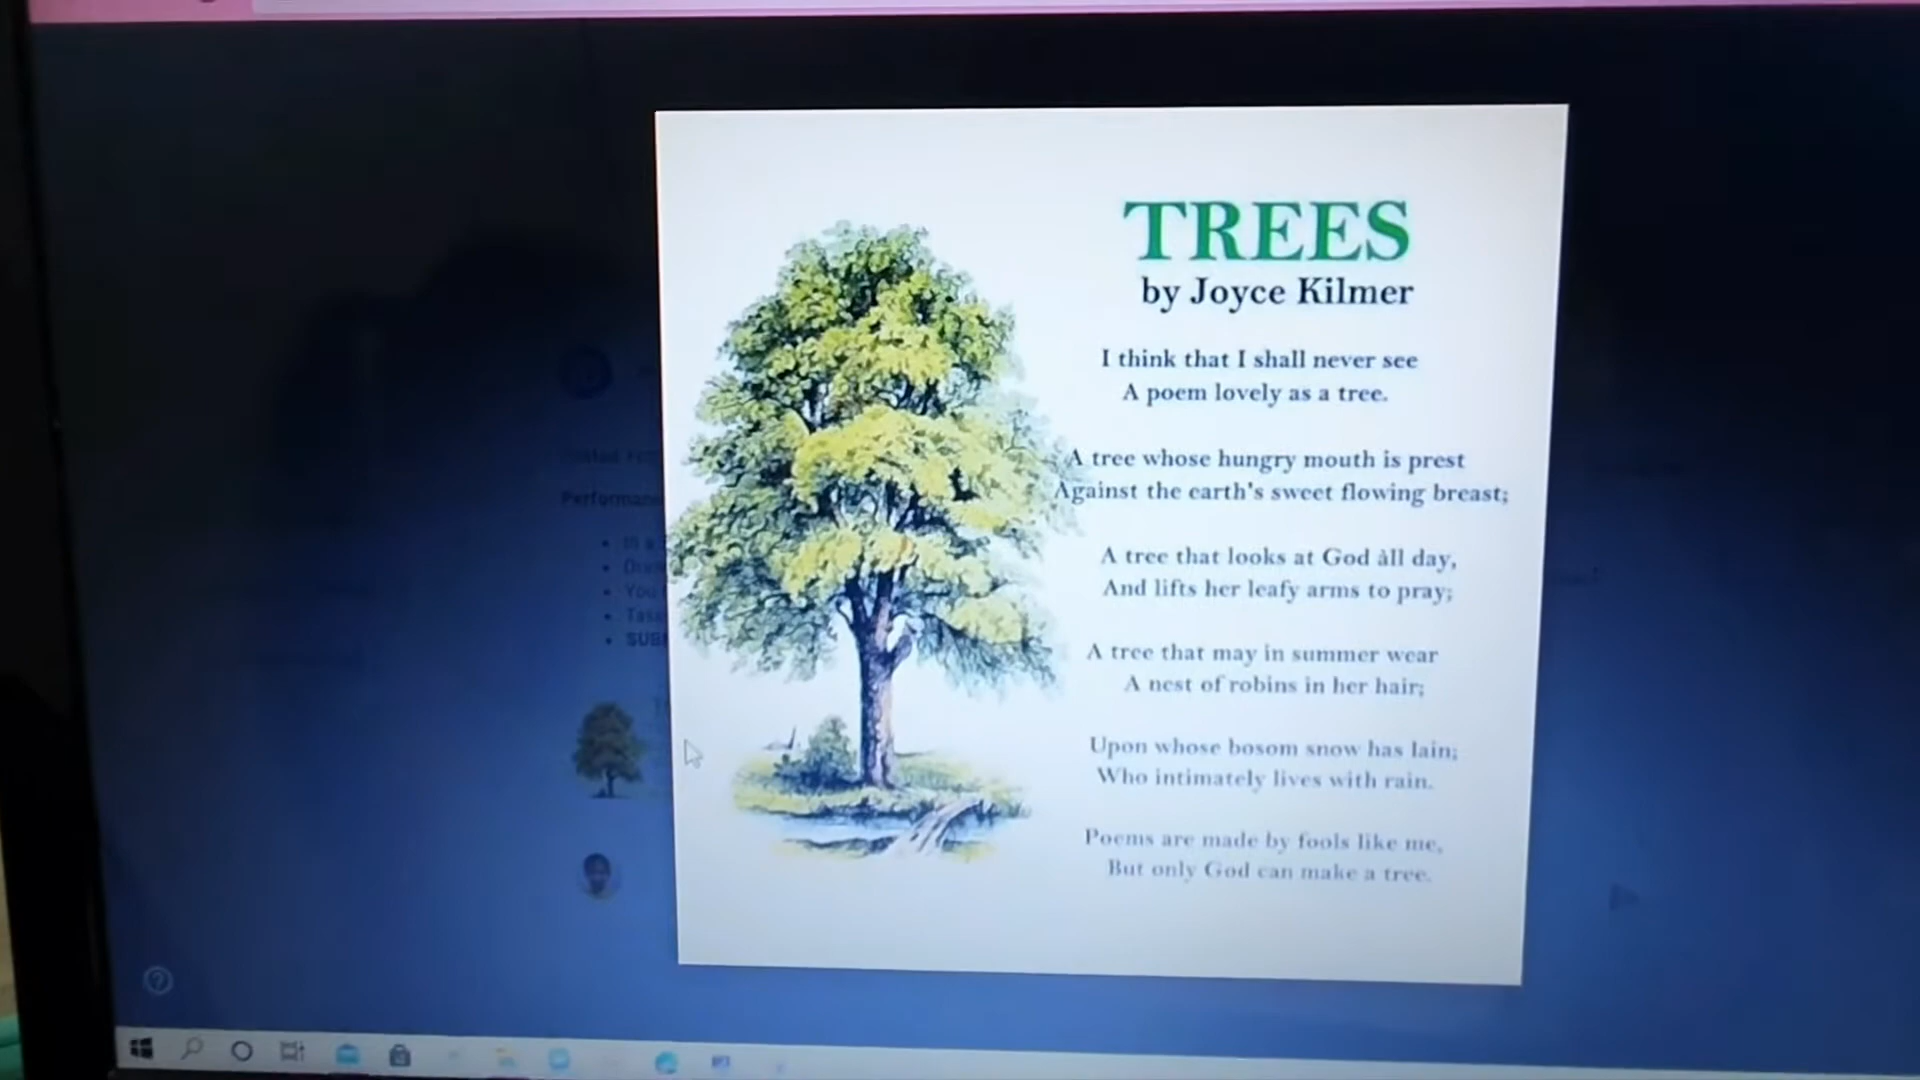 TREES
by Joyce Kilmer
I think that I shall never see
A poem lovely as a tree.
A tree whose hungry mouth is prest
Against the earth's sweet flowing breast;
A tree that looks at God all day,
And lifts her leafy arms to pray;
A tree that may in summer wear
A nest of robins in her hair;
Upon whose bosom snow has lain;
Who intimately lives with rain.
Poems are made by fools like me,
But only God can make a tree.
You
?